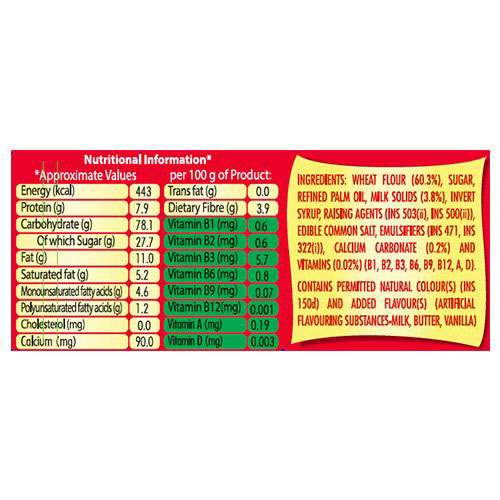 Nutritional Information*
*Approximate Values per 100 g of Product:
Energy (kcal) 443
Protein (g) 7.9
Carbohydrate (g) 78.1
Of which Sugar (g) 27.7
Fat (g) 11.0
Saturated fat (g) 5.2
Monounsaturated fatty acids (g) 4.6
Polyunsaturated fatty acids (g) 1.2
Cholesterol (mg) 0.0
Calcium (mg) 90.0
Trans fat (g) 0.0
Dietary Fibre (g) 3.9
Vitamin B1 (mg) 0.6
Vitamin B2 (mg) 0.6
Vitamin B3 (mg) 5.7
Vitamin B6 (mg) 0.8
Vitamin B9 (mg) 0.07
Vitamin B12(mg) 0.001
Vitamin A (mg) 0.19
Vitamin D (mg) 0.003
INGREDIENTS: WHEAT FLOUR (60.3%), SUGAR,
REFINED PALM OIL, MILK SOLIDS (3.8%), INVERT
SYRUP, RAISING AGENTS (INS 503(ii), INS 500(ii)),
EDIBLE COMMON SALT, EMULSIFIERS (INS 471, INS
322(i)), CALCIUM CARBONATE (0.2%) AND
VITAMINS (0.02%) (B1, B2, B3, B6, B9, B12, A, D).
CONTAINS PERMITTED NATURAL COLOUR(S) (INS
150d) AND ADDED FLAVOUR(S) (ARTIFICIAL
FLAVOURING SUBSTANCES-MILK, BUTTER, VANILLA)